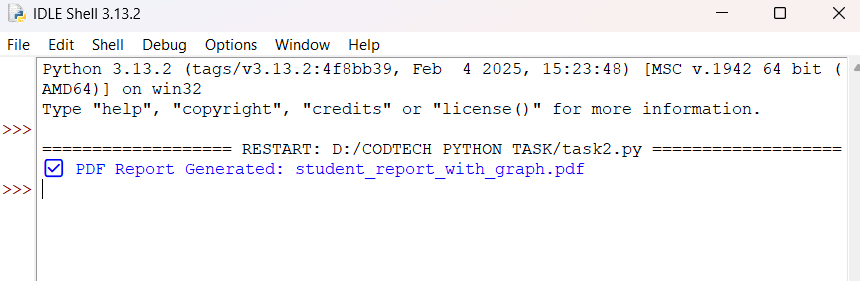 IDLE Shell 3.13.2
File Edit Shell Debug Options Window Help
Python 3.13.2 (tags/v3.13.2:4f8bb39, Feb  4 2025, 15:23:48) [MSC v.1942 64 bit (
AMD64)] on win32
Type "help", "copyright", "credits" or "license()" for more information.
>>>
=================== RESTART: D:/CODTECH PYTHON TASK/task2.py ===================
☑ PDF Report Generated: student_report_with_graph.pdf
>>>